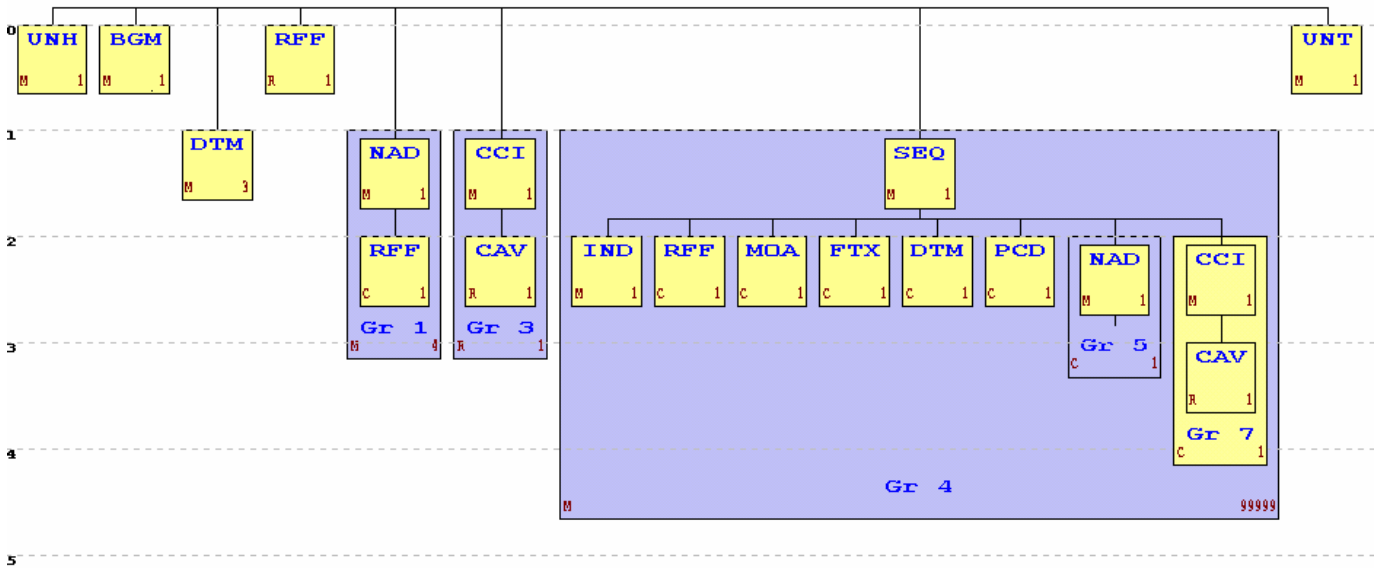 0
UNH BGM RFF UNT
M 1 M 1 R 1 M 1
1
DTM NAD CCI SEQ
M 3 M 1 M 1 M 1
2
RFF CAV IND RFF MOA FTX DTM PCD NAD CCI
C 1 R 1 M 1 C 1 C 1 C 1 C 1 C 1 M 1 M 1
Gr 1 Gr 3
M 4 R 1
3
Gr 5 CAV
C 1 R 1
Gr 7
C 1
4
Gr 4
M 99999
5